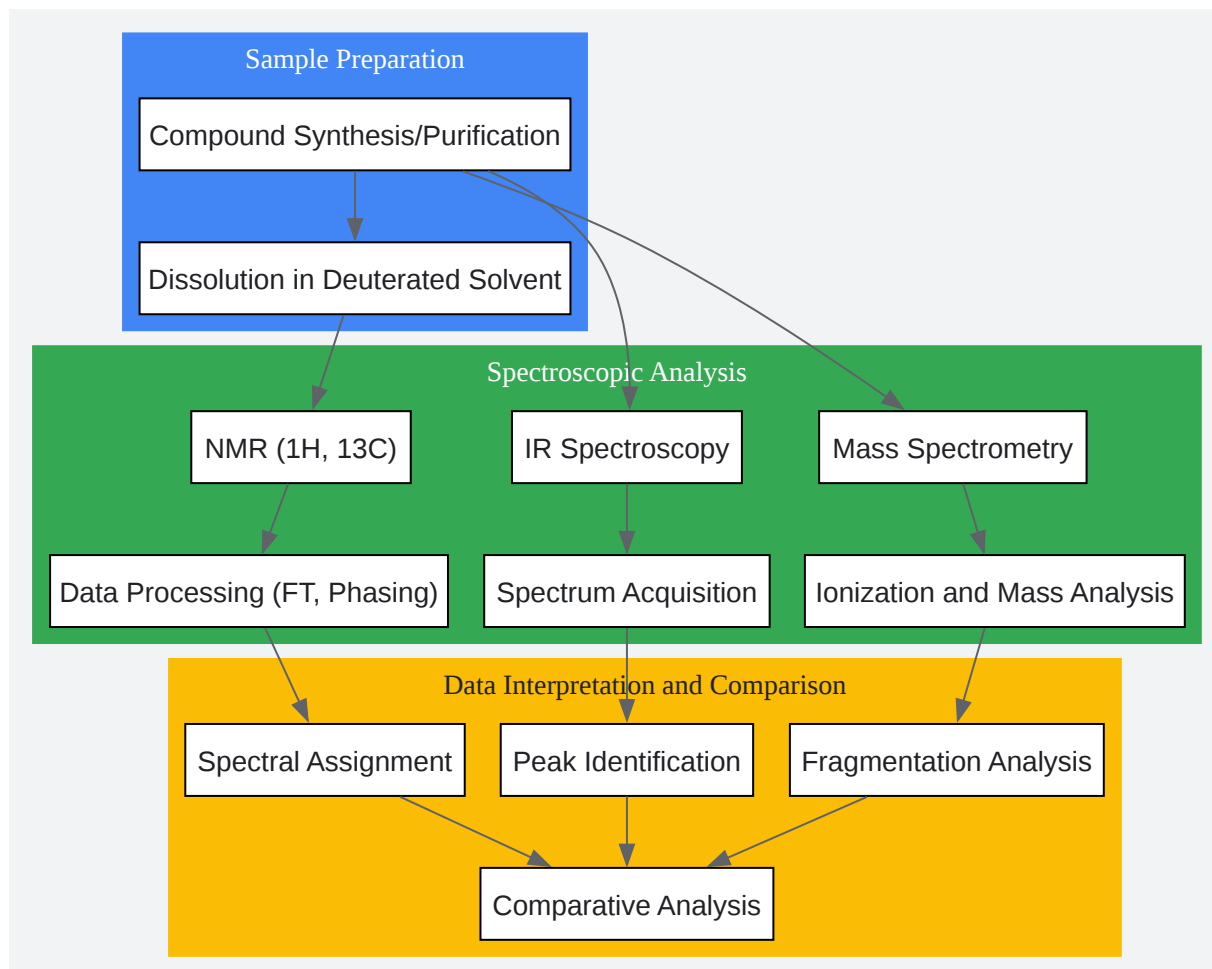 Sample Preparation
Compound Synthesis/Purification
Dissolution in Deuterated Solvent
Spectroscopic Analysis
NMR (1H, 13C)
IR Spectroscopy
Mass Spectrometry
Data Processing (FT, Phasing)
Spectrum Acquisition
Ionization and Mass Analysis
Data Interpretation and Comparison
Spectral Assignment
Peak Identification
Fragmentation Analysis
Comparative Analysis